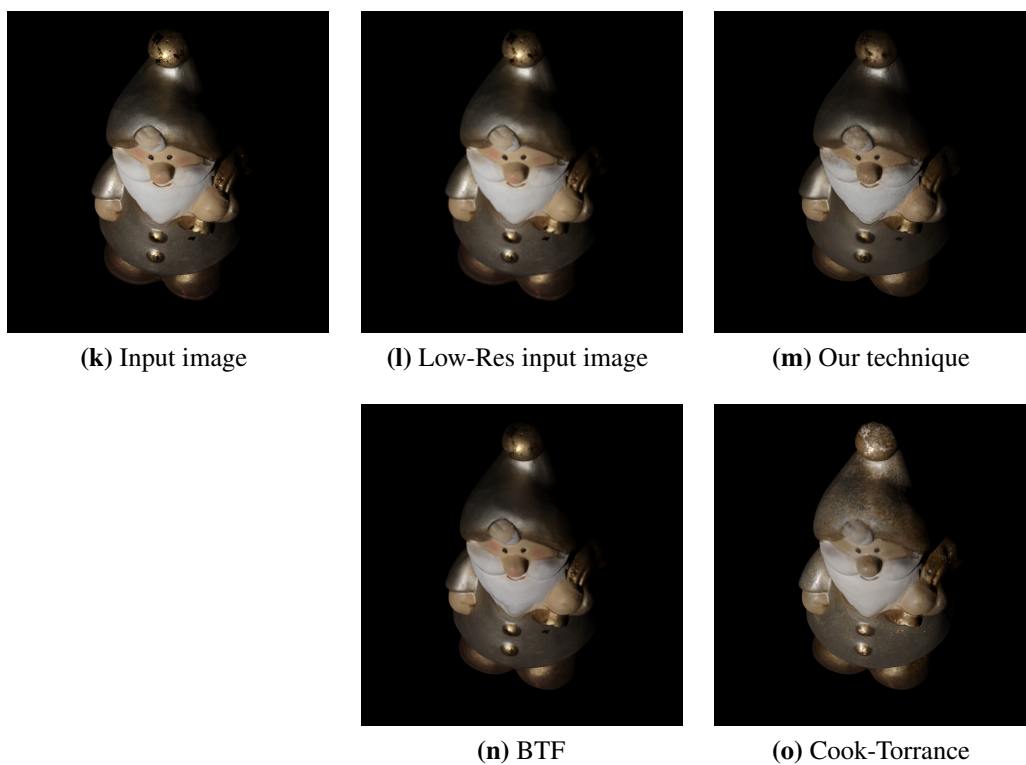 (k) Input image
(l) Low-Res input image
(m) Our technique
(n) BTF
(o) Cook-Torrance